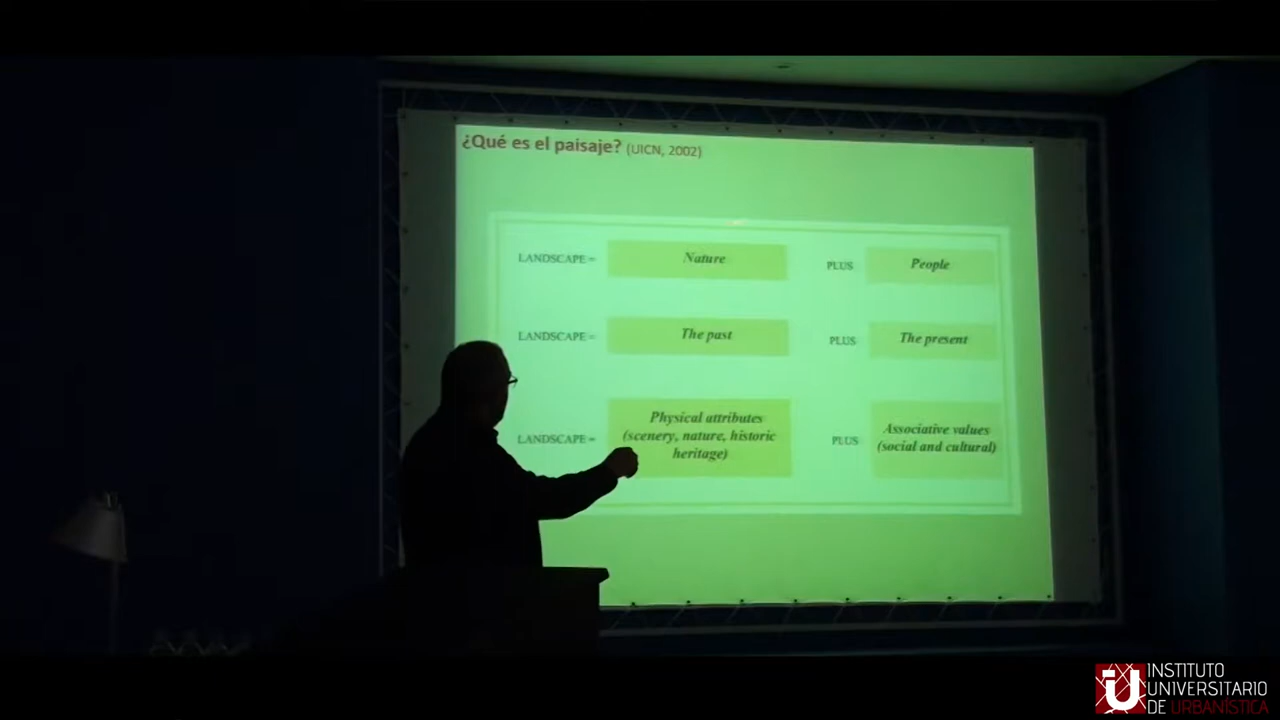 ¿Qué es el paisaje? (UICN, 2002)
LANDSCAPE = Nature PLUS People
LANDSCAPE = The past PLUS The present
LANDSCAPE = Physical attributes (scenery, nature, historic heritage) PLUS Associative values (social and cultural)
INSTITUTO
UNIVERSITARIO
DE URBANÍSTICA